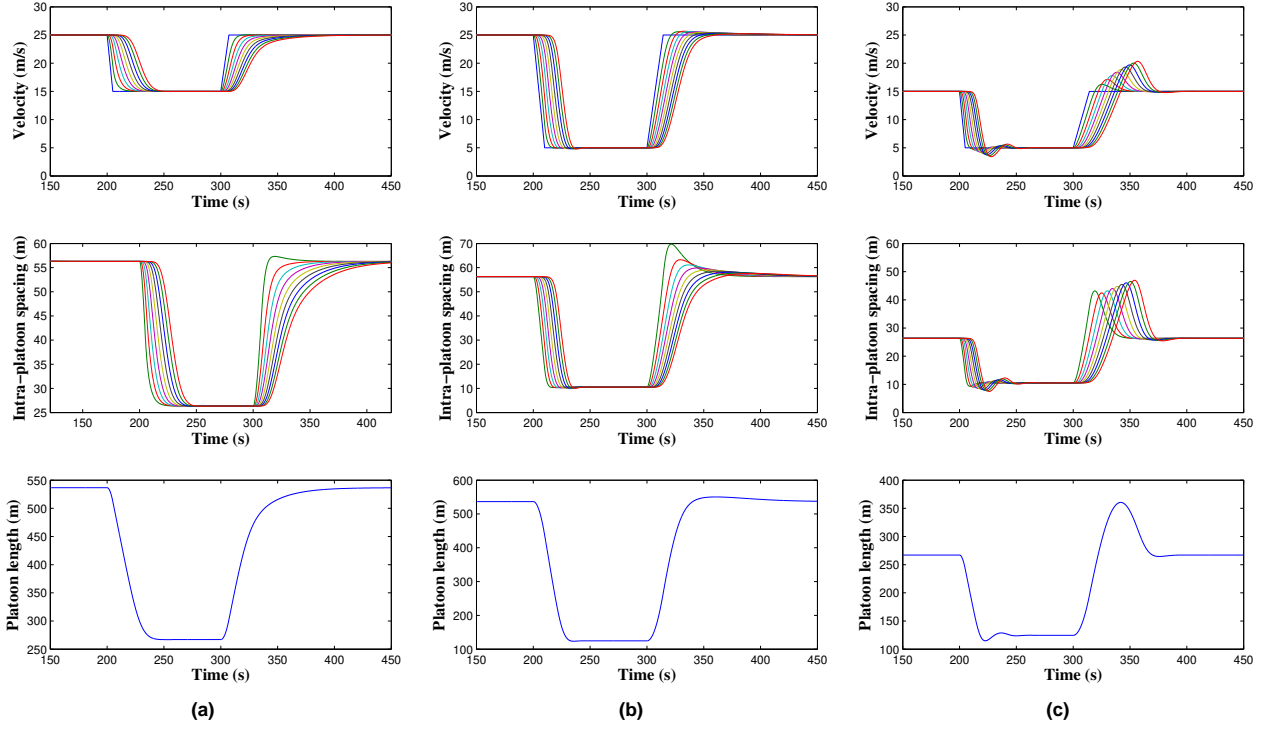 30
25
20
15
10
5
0
Velocity (m/s)
150 200 250 300 350 400 450
Time (s)
30
25
20
15
10
5
0
Velocity (m/s)
150 200 250 300 350 400 450
Time (s)
30
25
20
15
10
5
0
Velocity (m/s)
150 200 250 300 350 400 450
Time (s)
60
55
50
45
40
35
30
25
Intra−platoon spacing (m)
150 200 250 300 350 400
Time (s)
70
60
50
40
30
20
10
0
Intra−platoon spacing (m)
150 200 250 300 350 400 450
Time (s)
60
50
40
30
20
10
0
Intra−platoon spacing (m)
150 200 250 300 350 400 450
Time (s)
550
500
450
400
350
300
250
Platoon length (m)
150 200 250 300 350 400 450
Time (s)
600
500
400
300
200
100
Platoon length (m)
150 200 250 300 350 400 450
Time (s)
400
350
300
250
200
150
100
Platoon length (m)
150 200 250 300 350 400 450
Time (s)
(a)
(b)
(c)